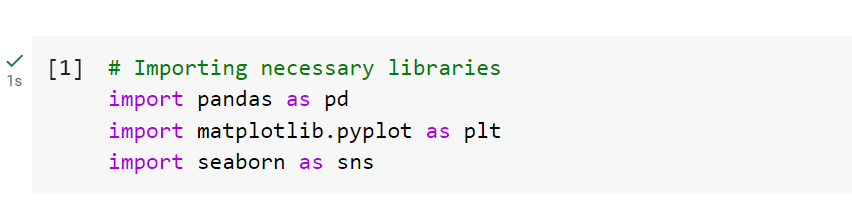 [1] # Importing necessary libraries
import pandas as pd
1s
import matplotlib.pyplot as plt
import seaborn as sns